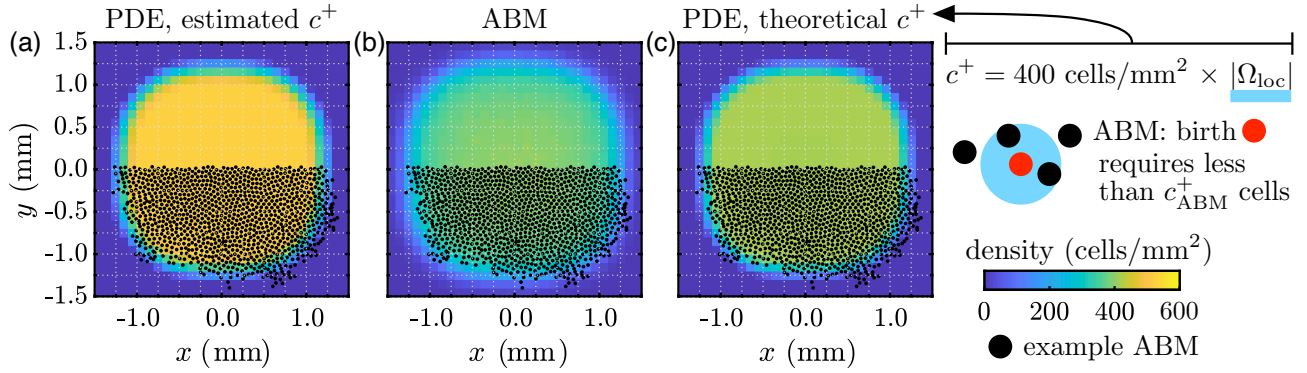 PDE, estimated c⁺
ABM
PDE, theoretical c⁺
(a)
(b)
(c)
1.5
1.0
0.5
0.0
-0.5
-1.0
-1.5
y (mm)
-1.0 0.0 1.0
-1.0 0.0 1.0
-1.0 0.0 1.0
x (mm)
x (mm)
x (mm)
c⁺ = 400 cells/mm² × |Ω_loc|
ABM: birth
requires less
than c⁺_ABM cells
density (cells/mm²)
0 200 400 600
example ABM